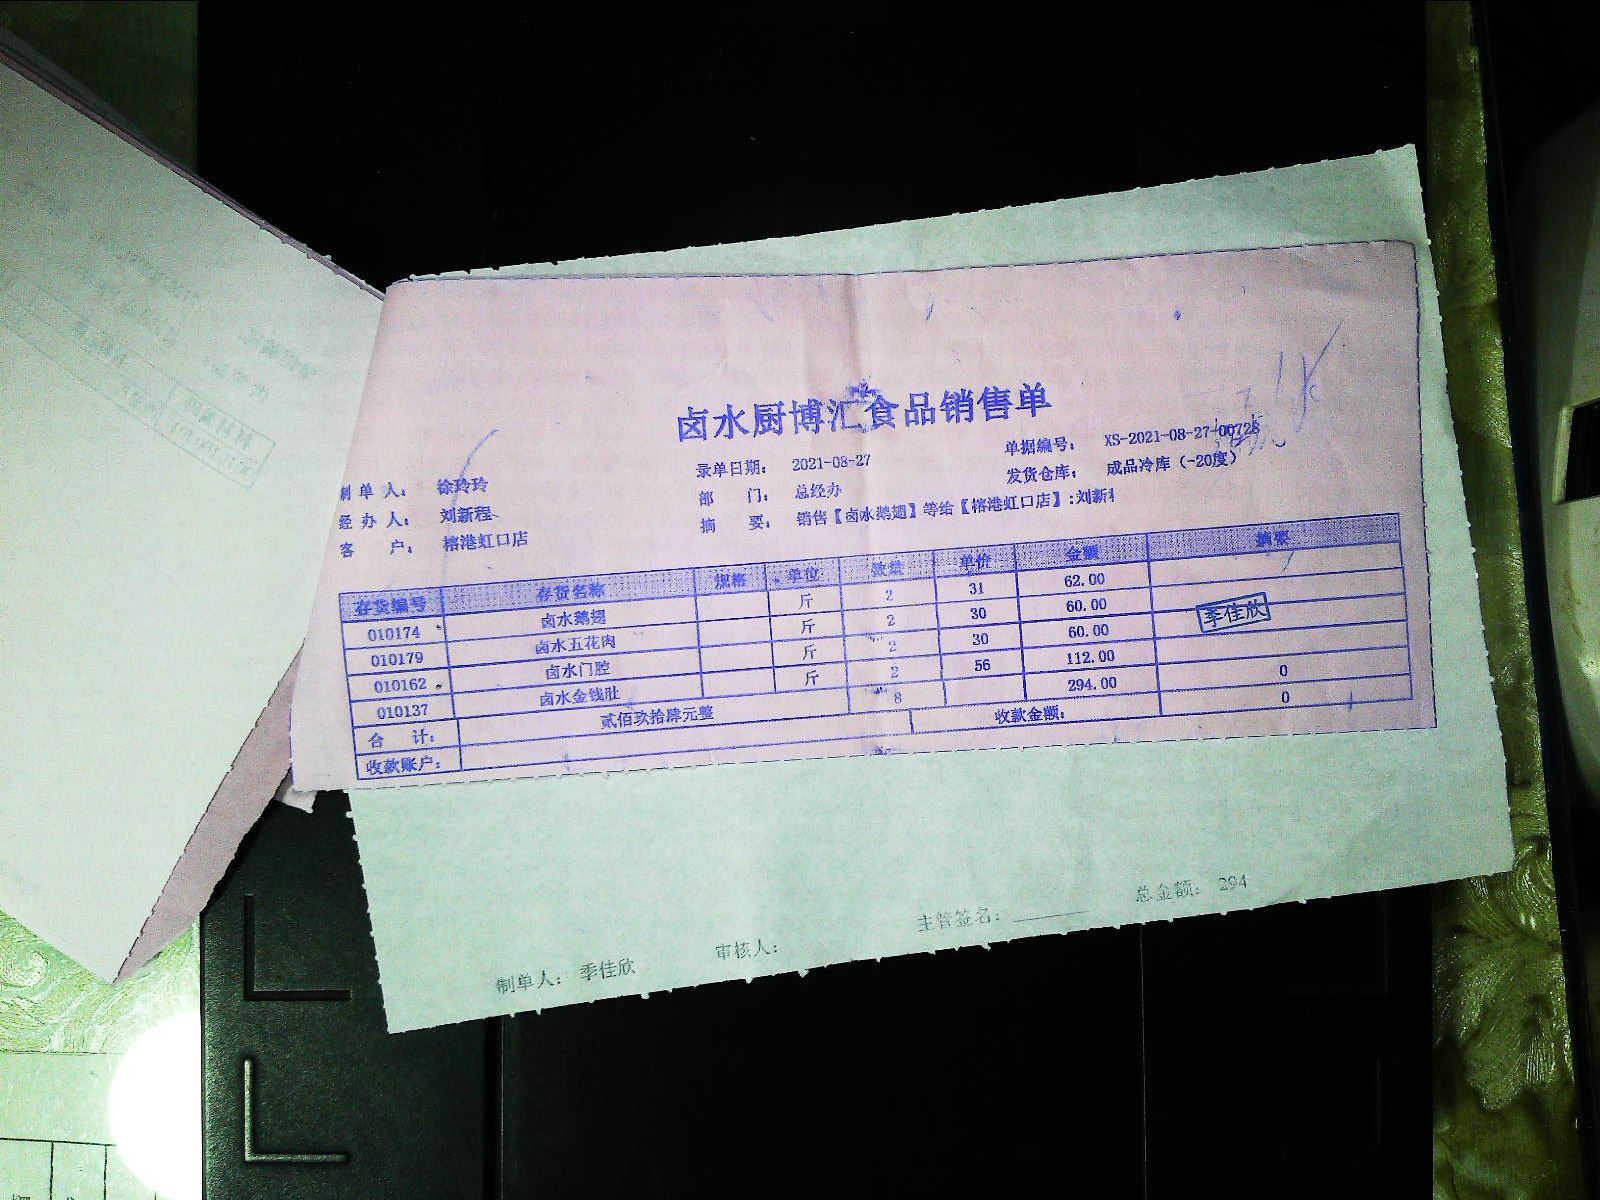 卤水厨博汇食品销售单
制单人： 徐玲玲 录单日期： 2021-08-27 单据编号： XS-2021-08-27-00728
经办人： 刘新程 部 门： 总经办 发货仓库： 成品冷库（-20度）
客 户： 榕港虹口店 摘 要： 销售【卤水鹅翅】等给【榕港虹口店】:刘新
存货编号 存货名称 规格 单位 数量 单价 金额 摘要
010174 卤水鹅翅 斤 2 31 62.00
010179 卤水五花肉 斤 2 30 60.00
010162 卤水门腔 斤 2 30 60.00
010137 卤水金钱肚 斤 2 56 112.00
合 计： 贰佰玖拾肆元整 8 294.00 0
收款账户： 收款金额： 0
季佳欣
制单人： 季佳欣 审核人： 主管签名： 总金额： 294